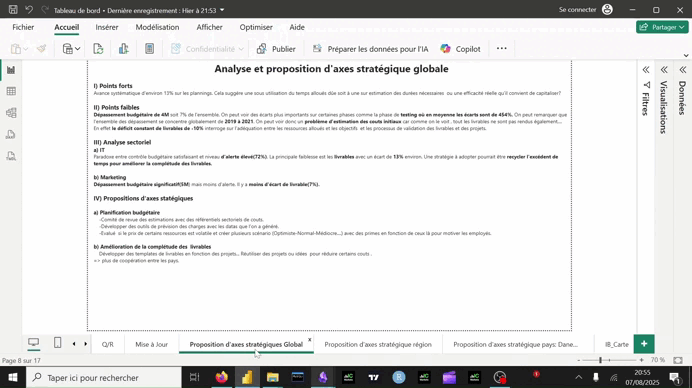 Tableau de bord • Dernière enregistrement : Hier à 21:53
Se connecter
Fichier Accueil Insérer Modélisation Afficher Optimiser Aide
Partager
Confidentialité
Publier
Préparer les données pour l'IA
Copilot
Analyse et proposition d'axes stratégique globale
I) Points forts
Avance systématique d'environ 13% sur les plannings. Cela suggère une sous utilisation du temps alloués dûe soit à une sur estimation des durées nécessaires ou une efficacité réelle qu'il convient de capitaliser?
II) Points faibles
Dépassement budgétaire de 4M soit 7% de l'ensemble. On peut voir des écarts plus important sur certaines phases comme la phase de testing où en moyenne les écarts sont de 454%. On peut remarquer que
l'ensemble des dépassement se concentre globalement de 2019 à 2021. On peut voir donc un problème d'estimation des coûts initiaux car comme on le voit . tout les livrables ne sont pas rendus également....
En effet le déficit constant de livrables de -10% interroge sur l'adéquation entre les ressources alloués et les objectifs et les processus de validation des livrables et des projets.
III) Analyse sectoriel
a) IT
Paradoxe entre contrôle budgétaire satisfaisant et niveau d'alerte élevé(72%). La principale faiblesse est les livrables avec un écart de 13% environ. Une stratégie à adopter pourrait être recycler l'excédent de
temps pour améliorer la complétude des livrables.
b) Marketing
Dépassement budgétaire significatif(5M) mais moins d'alerte. Il y a moins d'écart de livrable(7%).
IV) Propositions d'axes statégiques
a) Planification budgétaire
-Comité de revue des estimations avec des référentiels sectoriels de couts.
-Développer des outils de prévision des charges avec les datas que l'on a généré.
-Evalué si le prix de certains ressources est volatile et créer plusieurs scénario (Optimiste-Normal-Médiocre....) avec des primes en fonction de ceux là pour motiver les employés.
b) Amélioration de la complétude des livrables
Développer des templates de livrables en fonction des projets... Réutiliser des projets ou idées pour réduire certains couts .
=> plus de coopération entre les pays.
Filtres
Visualisations
Données
Q/R
Mise à Jour
Proposition d'axes stratégiques Global
Proposition d'axes stratégique région
Proposition d'axes stratégique pays: Dane...
IB_Carte
Page 8 sur 17
70 %
Taper ici pour rechercher
20:55
07/08/2025